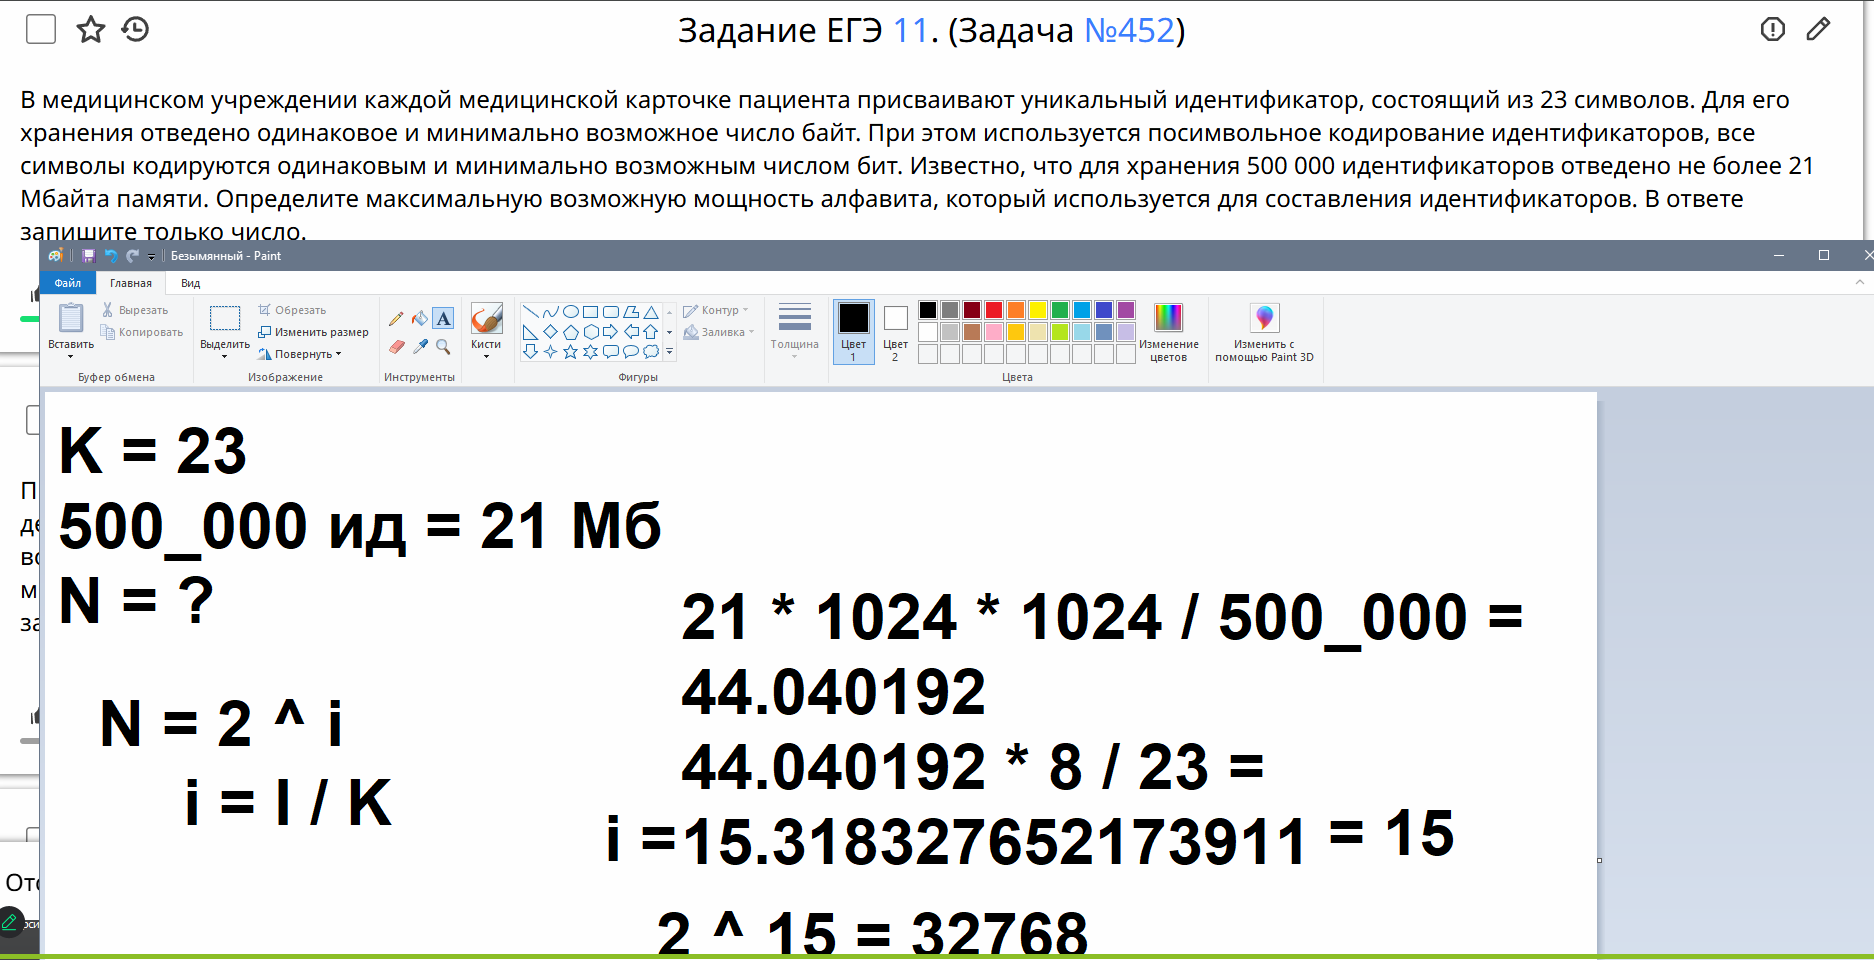 Задание ЕГЭ 11. (Задача №452)
В медицинском учреждении каждой медицинской карточке пациента присваивают уникальный идентификатор, состоящий из 23 символов. Для его
хранения отведено одинаковое и минимально возможное число байт. При этом используется посимвольное кодирование идентификаторов, все
символы кодируются одинаковым и минимально возможным числом бит. Известно, что для хранения 500 000 идентификаторов отведено не более 21
Мбайта памяти. Определите максимальную возможную мощность алфавита, который используется для составления идентификаторов. В ответе
запишите только число.
Безымянный - Paint
Файл Главная Вид
Вставить
Вырезать
Копировать
Буфер обмена
Выделить
Обрезать
Изменить размер
Повернуть
Изображение
Инструменты
Кисти
Контур
Заливка
Фигуры
Толщина
Цвет
1
Цвет
2
Изменение
цветов
Цвета
Изменить с
помощью Paint 3D
K = 23
500_000 ид = 21 Мб
N = ?
N = 2 ^ i
i = I / K
21 * 1024 * 1024 / 500_000 =
44.040192
44.040192 * 8 / 23 =
i =15.318327652173911 = 15
2 ^ 15 = 32768